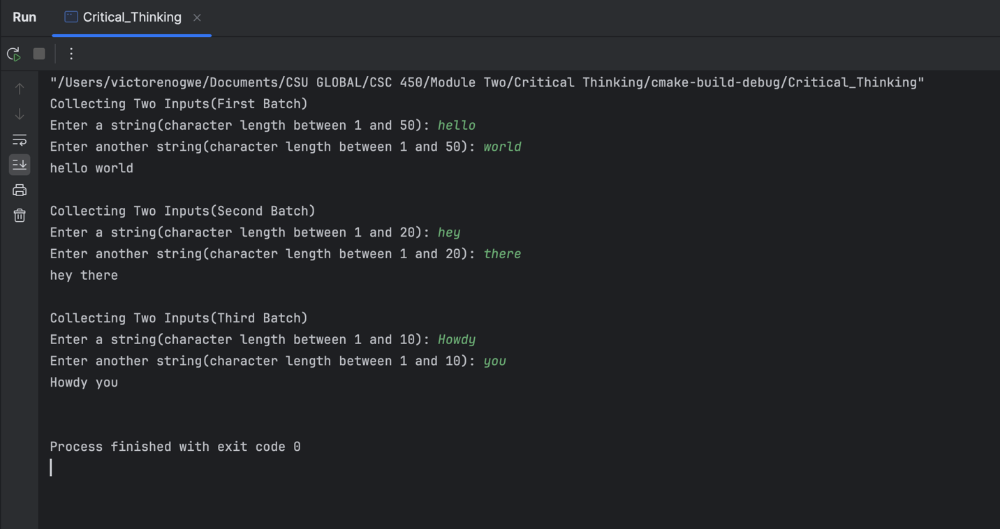 Run Critical_Thinking
"/Users/victorenogwe/Documents/CSU GLOBAL/CSC 450/Module Two/Critical Thinking/cmake-build-debug/Critical_Thinking"
Collecting Two Inputs(First Batch)
Enter a string(character length between 1 and 50): hello
Enter another string(character length between 1 and 50): world
hello world
Collecting Two Inputs(Second Batch)
Enter a string(character length between 1 and 20): hey
Enter another string(character length between 1 and 20): there
hey there
Collecting Two Inputs(Third Batch)
Enter a string(character length between 1 and 10): Howdy
Enter another string(character length between 1 and 10): you
Howdy you
Process finished with exit code 0